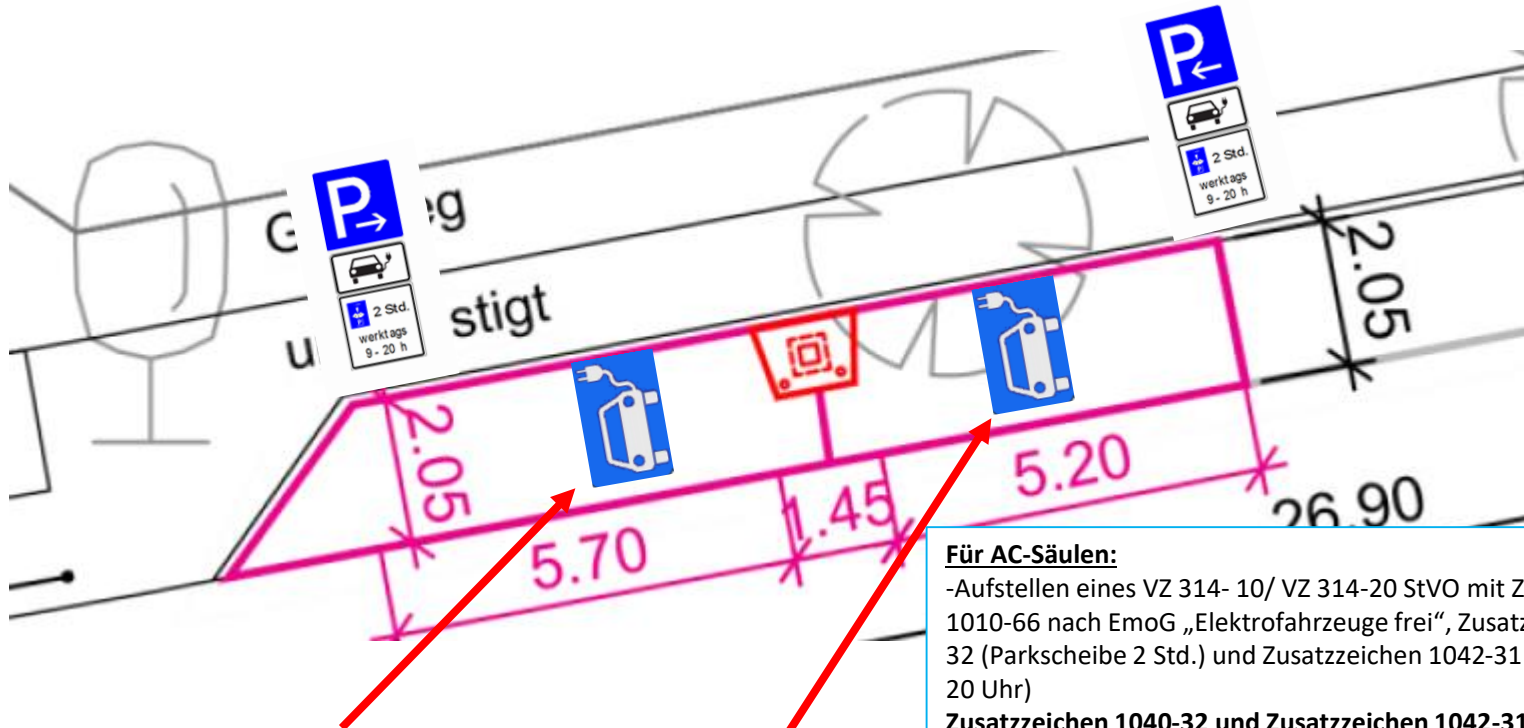 P
2 Std.
werktags
9 - 20 h
P
2 Std.
werktags
9 - 20 h
G eg
u stigt
2.05
2.05
5.70
1.45
5.20
26.90
Für AC-Säulen:
-Aufstellen eines VZ 314- 10/ VZ 314-20 StVO mit Z
1010-66 nach EmoG „Elektrofahrzeuge frei“, Zusatz
32 (Parkscheibe 2 Std.) und Zusatzzeichen 1042-31
20 Uhr)
Zusatzzeichen 1040-32 und Zusatzzeichen 1042-31